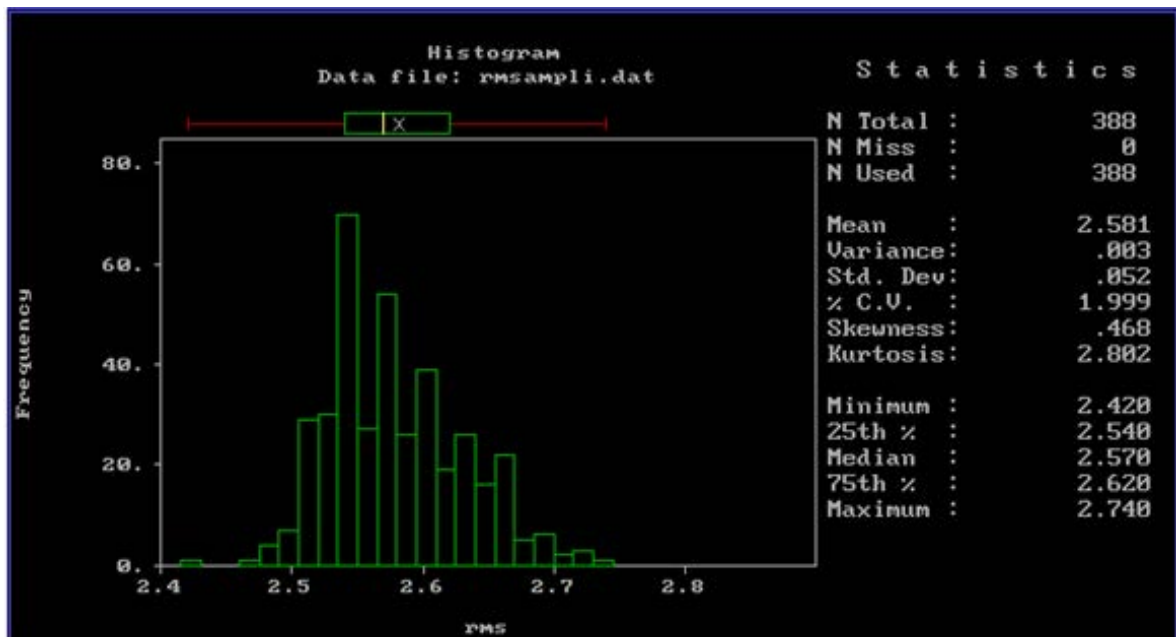 Histogram
Data file: rmsampli.dat
X
80.
60.
40.
20.
0.
Frequency
2.4 2.5 2.6 2.7 2.8
rms
Statistics
N Total : 388
N Miss : 0
N Used : 388
Mean : 2.581
Variance: .003
Std. Dev: .052
% C.V. : 1.999
Skewness: .468
Kurtosis: 2.802
Minimum : 2.420
25th % : 2.540
Median : 2.570
75th % : 2.620
Maximum : 2.740